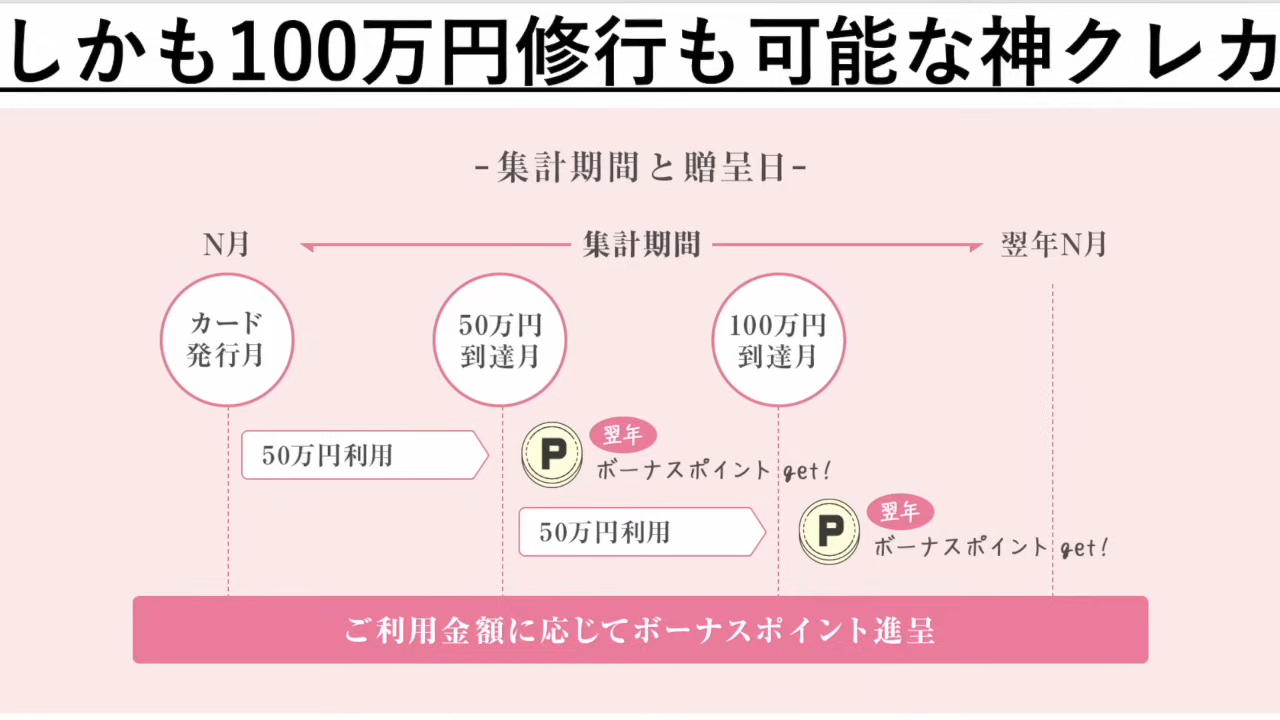 しかも100万円修行も可能な神クレカ
-集計期間と贈呈日-
N月
集計期間
翌年N月
カード
発行月
50万円
到達月
100万円
到達月
50万円利用
P
翌年
ボーナスポイント get!
50万円利用
P
翌年
ボーナスポイント get!
ご利用金額に応じてボーナスポイント進呈